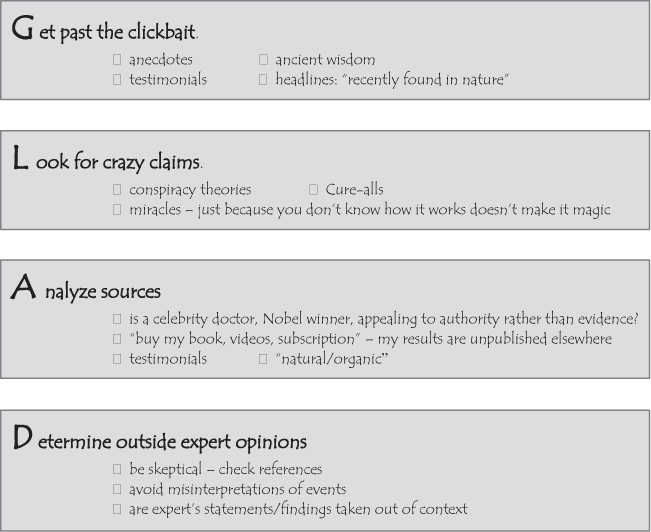 Get past the clickbait.
□ anecdotes □ ancient wisdom
□ testimonials □ headlines: "recently found in nature"
Look for crazy claims.
□ conspiracy theories □ Cure-alls
□ miracles – just because you don't know how it works doesn't make it magic
Analyze sources
□ is a celebrity doctor, Nobel winner, appealing to authority rather than evidence?
□ "buy my book, videos, subscription" – my results are unpublished elsewhere
□ testimonials □ "natural/organic"
Determine outside expert opinions
□ be skeptical – check references
□ avoid misinterpretations of events
□ are expert's statements/findings taken out of context